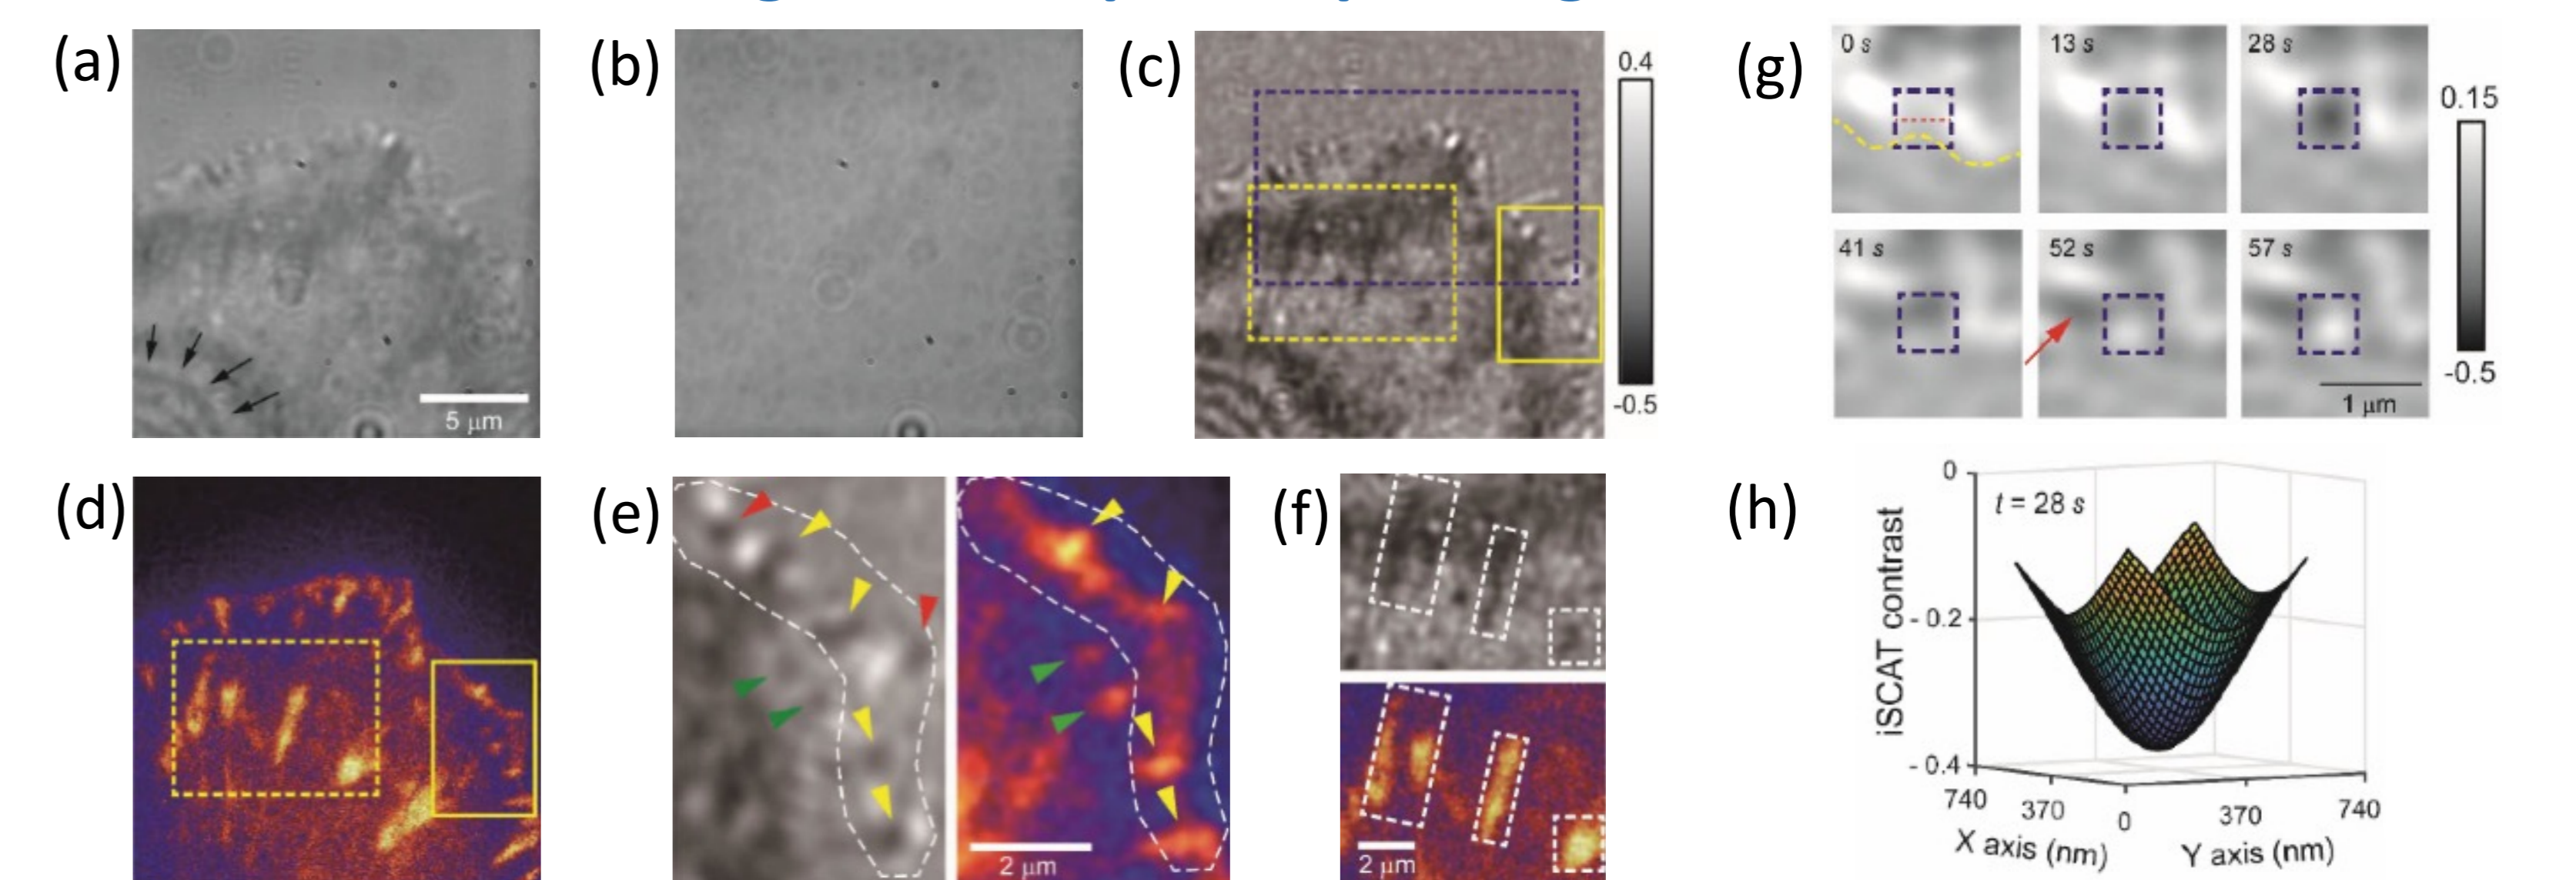 (a)
5 μm
(b)
(c)
0.4
-0.5
(g)
0 s
13 s
28 s
41 s
52 s
57 s
1 μm
0.15
-0.5
(d)
(e)
2 μm
(f)
2 μm
(h)
t = 28 s
iSCAT contrast
0
- 0.2
- 0.4
740
370
0
370
740
X axis (nm)
Y axis (nm)